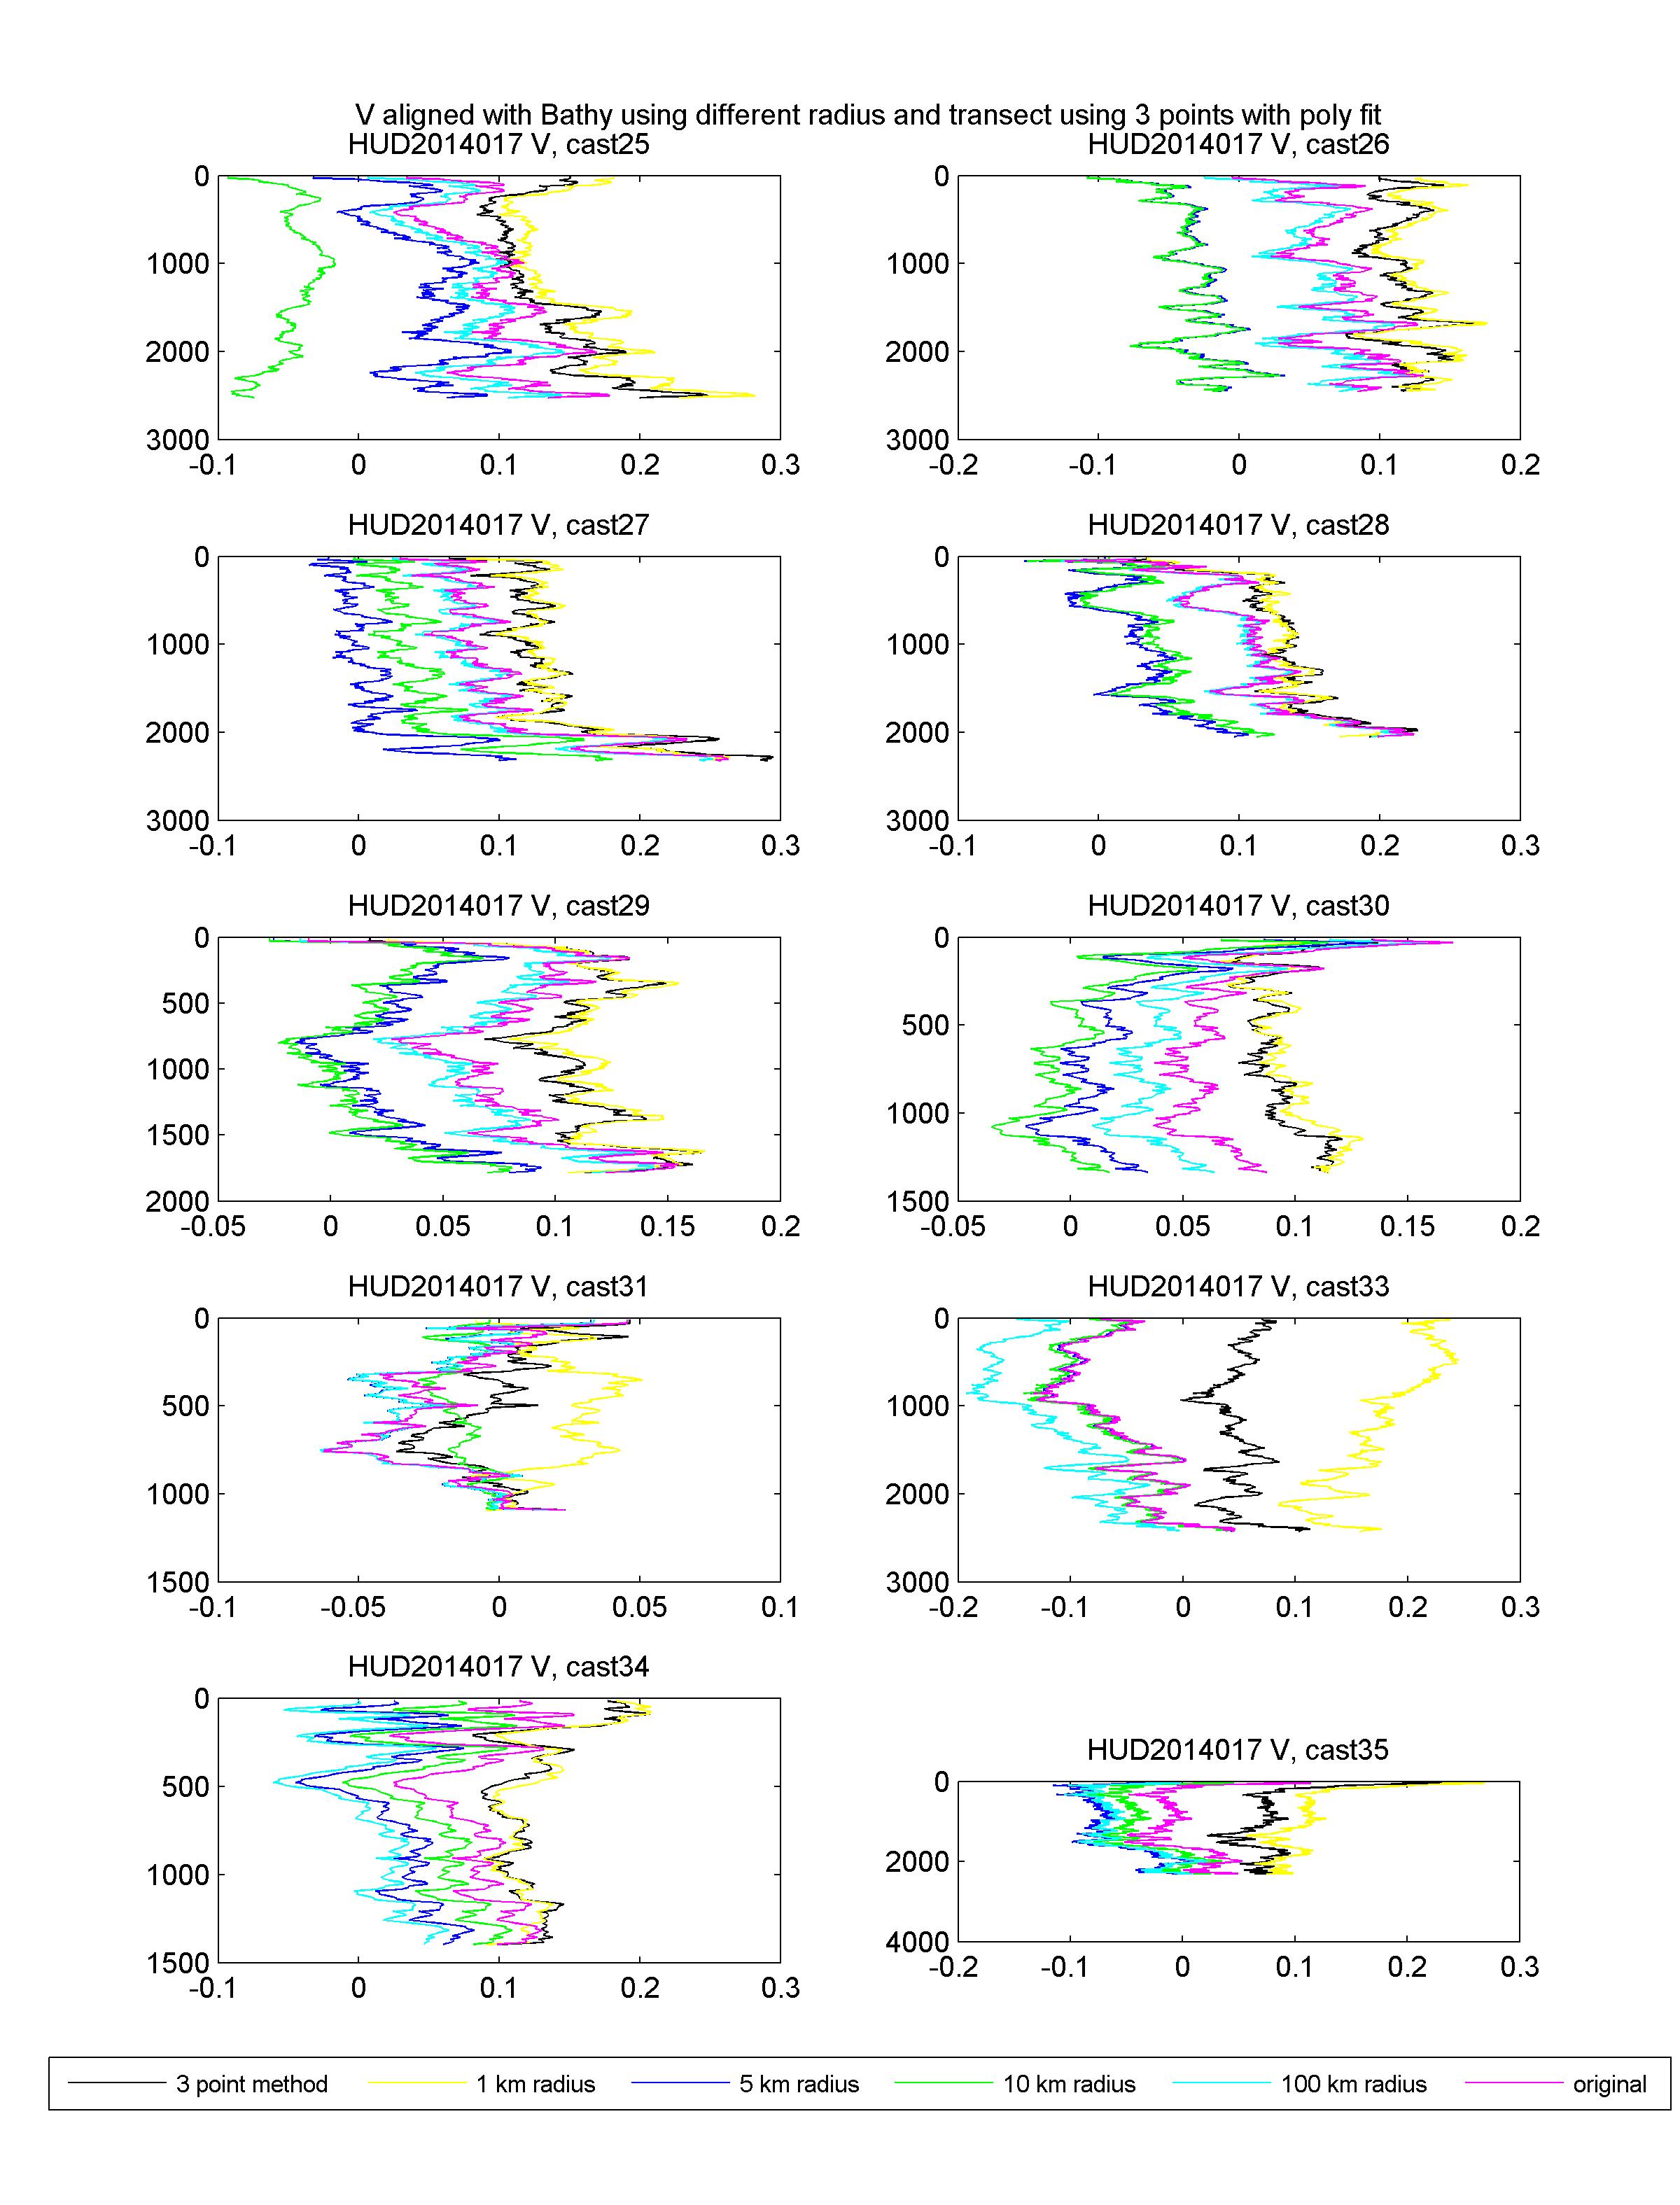 V aligned with Bathy using different radius and transect using 3 points with poly fit
HUD2014017 V, cast25
0
1000
2000
3000
-0.1 0 0.1 0.2 0.3
HUD2014017 V, cast26
0
1000
2000
3000
-0.2 -0.1 0 0.1 0.2
HUD2014017 V, cast27
0
1000
2000
3000
-0.1 0 0.1 0.2 0.3
HUD2014017 V, cast28
0
1000
2000
3000
-0.1 0 0.1 0.2 0.3
HUD2014017 V, cast29
0
500
1000
1500
2000
-0.05 0 0.05 0.1 0.15 0.2
HUD2014017 V, cast30
0
500
1000
1500
-0.05 0 0.05 0.1 0.15 0.2
HUD2014017 V, cast31
0
500
1000
1500
-0.1 -0.05 0 0.05 0.1
HUD2014017 V, cast33
0
1000
2000
3000
-0.2 -0.1 0 0.1 0.2 0.3
HUD2014017 V, cast34
0
500
1000
1500
-0.1 0 0.1 0.2 0.3
HUD2014017 V, cast35
0
2000
4000
-0.2 -0.1 0 0.1 0.2 0.3
3 point method 1 km radius 5 km radius 10 km radius 100 km radius original